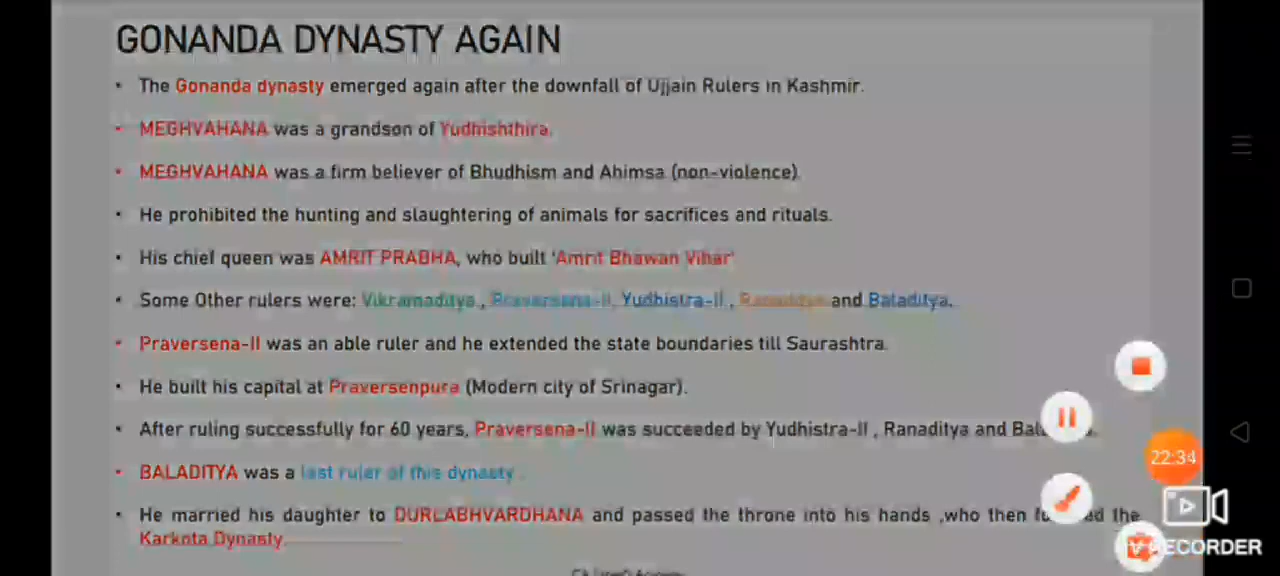 GONANDA DYNASTY AGAIN
• The Gonanda dynasty emerged again after the downfall of Ujjain Rulers in Kashmir.
• MEGHVAHANA was a grandson of Yudhishthira.
• MEGHVAHANA was a firm believer of Bhudhism and Ahimsa (non-violence).
• He prohibited the hunting and slaughtering of animals for sacrifices and rituals.
• His chief queen was AMRIT PRABHA, who built 'Amrit Bhawan Vihar'
• Some Other rulers were: Vikramaditya , Praversena-II, Yudhistra-II , Ranaditya and Baladitya.
• Praversena-II was an able ruler and he extended the state boundaries till Saurashtra.
• He built his capital at Praversenpura (Modern city of Srinagar).
• After ruling successfully for 60 years, Praversena-II was succeeded by Yudhistra-II , Ranaditya and
• BALADITYA was a last ruler of this dynasty .
• He married his daughter to DURLABHVARDHANA and passed the throne into his hands ,who then the
Karkota Dynasty.
22:34
RECORDER